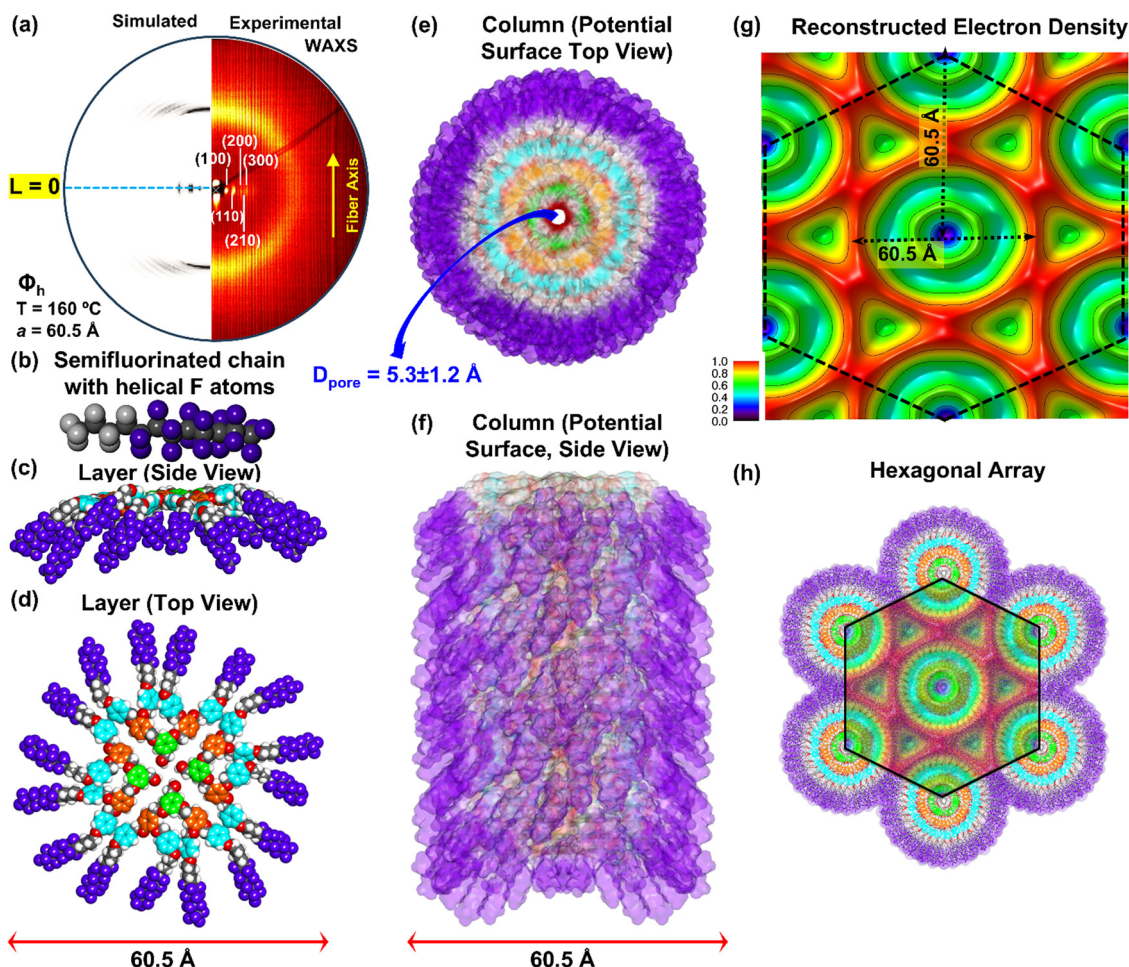 (a)
Simulated
Experimental
WAXS
(200)
(100)
(300)
(110)
(210)
L = 0
Fiber Axis
Φh
T = 160 ºC
a = 60.5 Å
(b)
Semifluorinated chain
with helical F atoms
(c)
Layer (Side View)
(d)
Layer (Top View)
60.5 Å
(e)
Column (Potential
Surface Top View)
Dpore = 5.3±1.2 Å
(f)
Column (Potential
Surface, Side View)
60.5 Å
(g)
Reconstructed Electron Density
60.5 Å
60.5 Å
1.0
0.8
0.6
0.4
0.2
0.0
(h)
Hexagonal Array